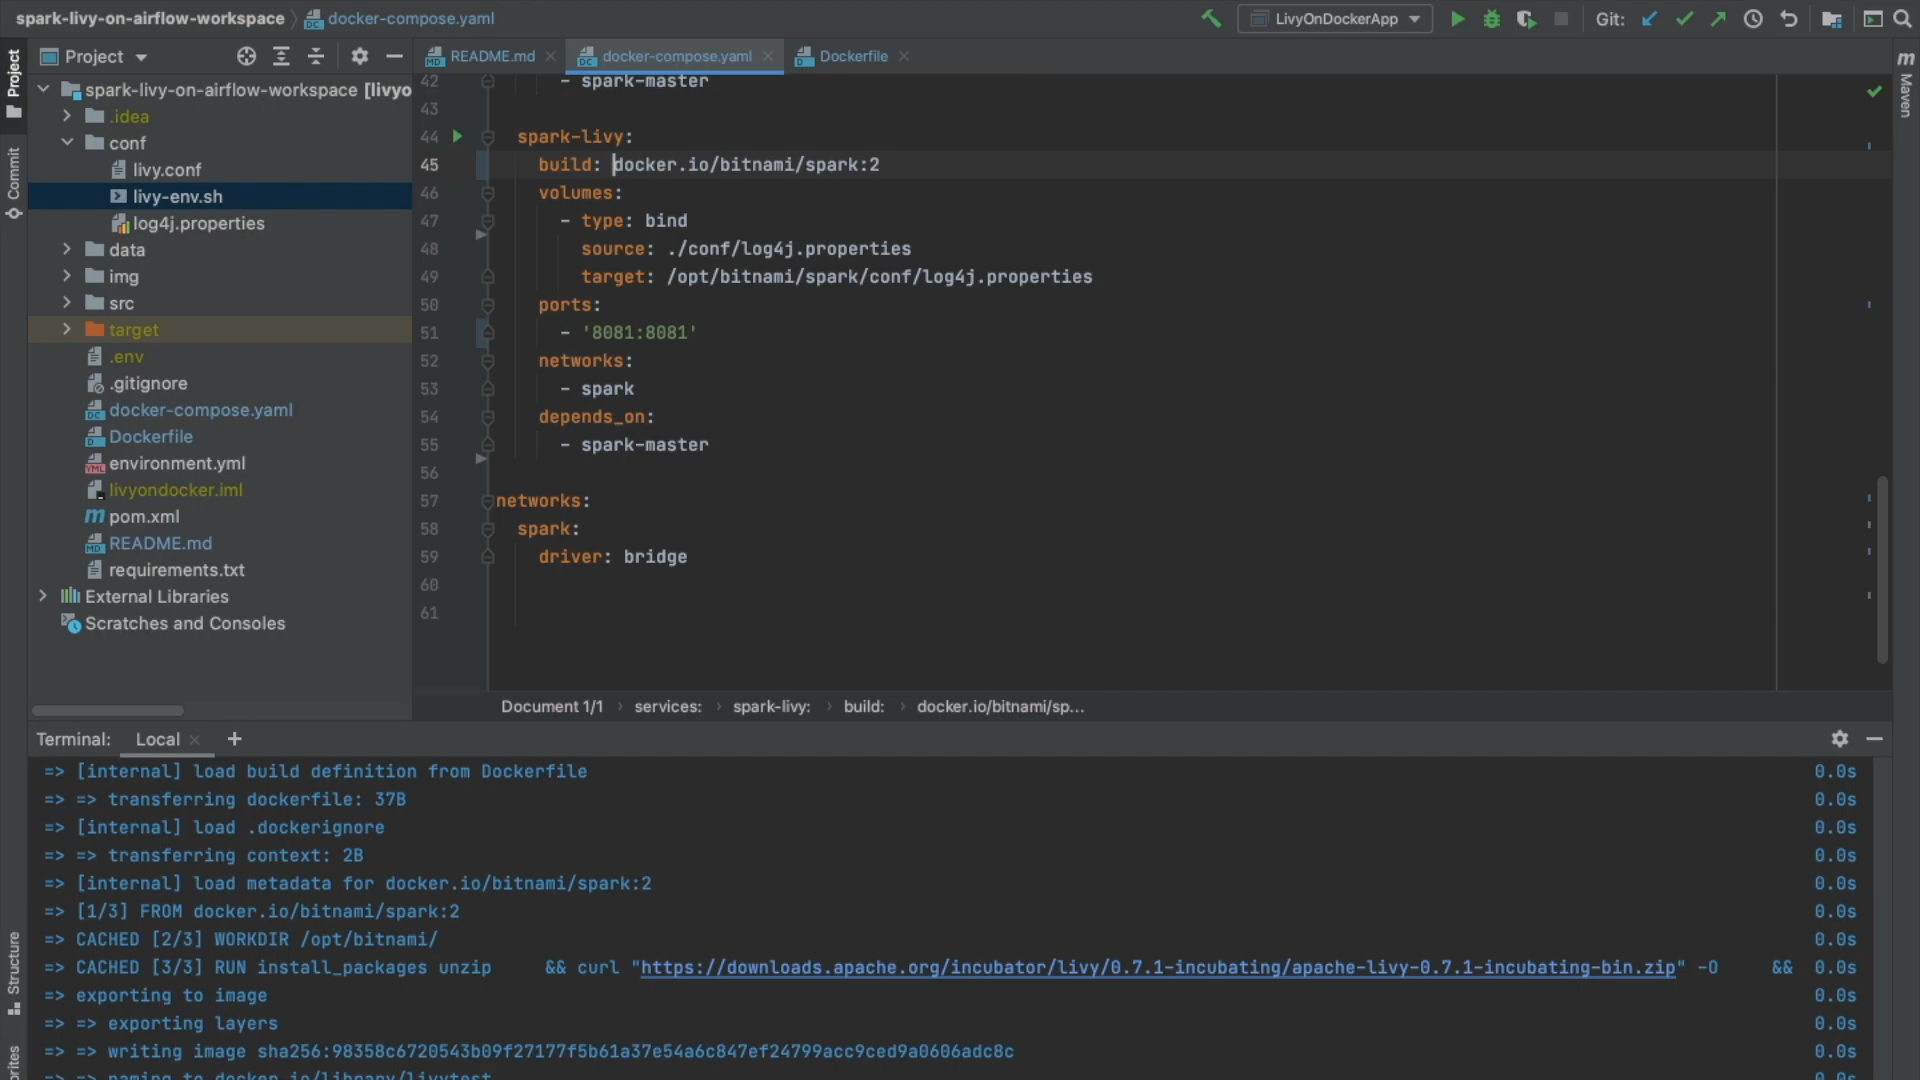 spark-livy-on-airflow-workspace
docker-compose.yaml
LivyOnDockerApp
Git:
Project
README.md
docker-compose.yaml
Dockerfile
Project
Commit
Structure
Maven
spark-livy-on-airflow-workspace [livyo
.idea
conf
livy.conf
livy-env.sh
log4j.properties
data
img
src
target
.env
.gitignore
docker-compose.yaml
Dockerfile
environment.yml
livyondocker.iml
pom.xml
README.md
requirements.txt
External Libraries
Scratches and Consoles
42 - spark-master
43
44 spark-livy:
45 build: docker.io/bitnami/spark:2
46 volumes:
47 - type: bind
48 source: ./conf/log4j.properties
49 target: /opt/bitnami/spark/conf/log4j.properties
50 ports:
51 - '8081:8081'
52 networks:
53 - spark
54 depends_on:
55 - spark-master
56
57 networks:
58 spark:
59 driver: bridge
60
61
Document 1/1 › services: › spark-livy: › build: › docker.io/bitnami/sp...
Terminal: Local +
=> [internal] load build definition from Dockerfile 0.0s
=> => transferring dockerfile: 37B 0.0s
=> [internal] load .dockerignore 0.0s
=> => transferring context: 2B 0.0s
=> [internal] load metadata for docker.io/bitnami/spark:2 0.0s
=> [1/3] FROM docker.io/bitnami/spark:2 0.0s
=> CACHED [2/3] WORKDIR /opt/bitnami/ 0.0s
=> CACHED [3/3] RUN install_packages unzip && curl "https://downloads.apache.org/incubator/livy/0.7.1-incubating/apache-livy-0.7.1-incubating-bin.zip" -O && 0.0s
=> exporting to image 0.0s
=> => exporting layers 0.0s
=> => writing image sha256:98358c6720543b09f27177f5b61a37e54a6c847ef24799acc9ced9a0606adc8c 0.0s
=> => naming to docker.io/library/livytest 0.0s